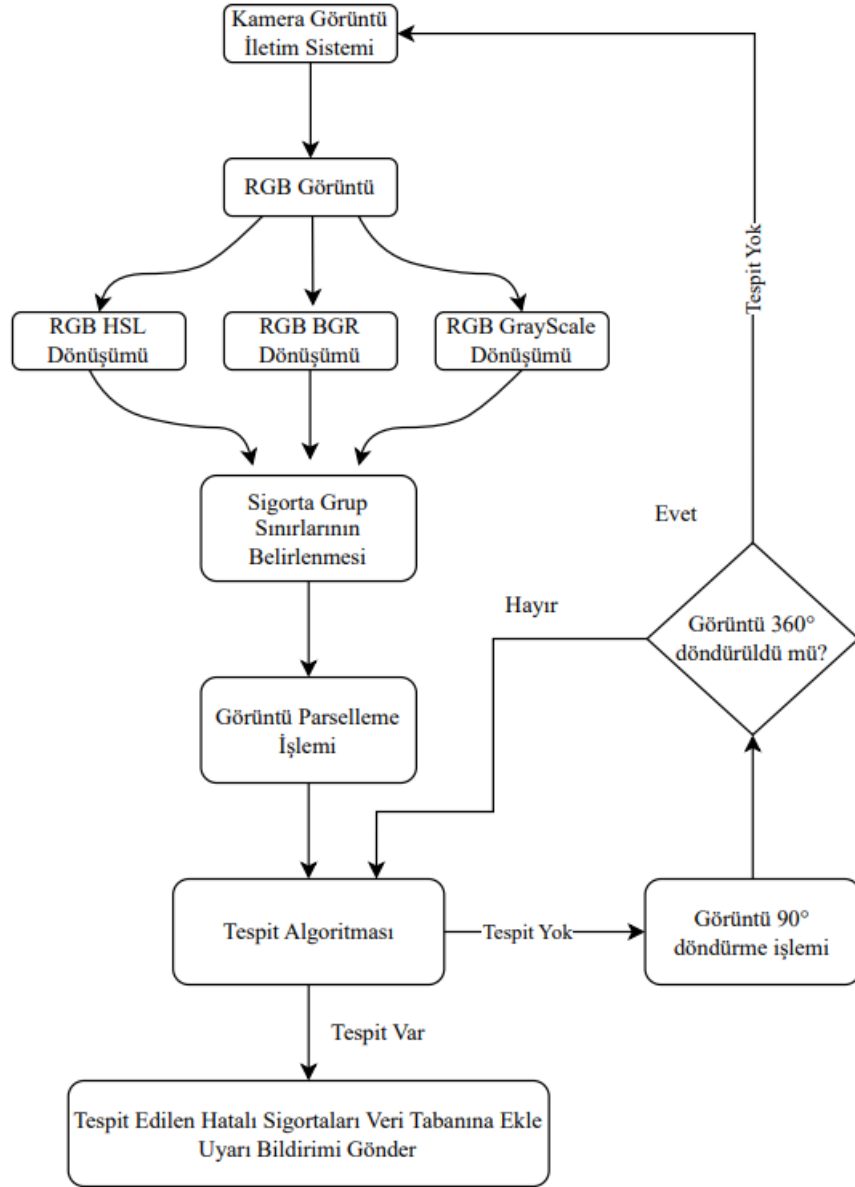 Kamera Görüntü
İletim Sistemi
RGB Görüntü
RGB HSL
Dönüşümü
RGB BGR
Dönüşümü
RGB GrayScale
Dönüşümü
Tespit Yok
Sigorta Grup
Sınırlarının
Belirlenmesi
Evet
Hayır
Görüntü 360°
döndürüldü mü?
Görüntü Parselleme
İşlemi
Tespit Algoritması
Tespit Yok
Görüntü 90°
döndürme işlemi
Tespit Var
Tespit Edilen Hatalı Sigortaları Veri Tabanına Ekle
Uyarı Bildirimi Gönder